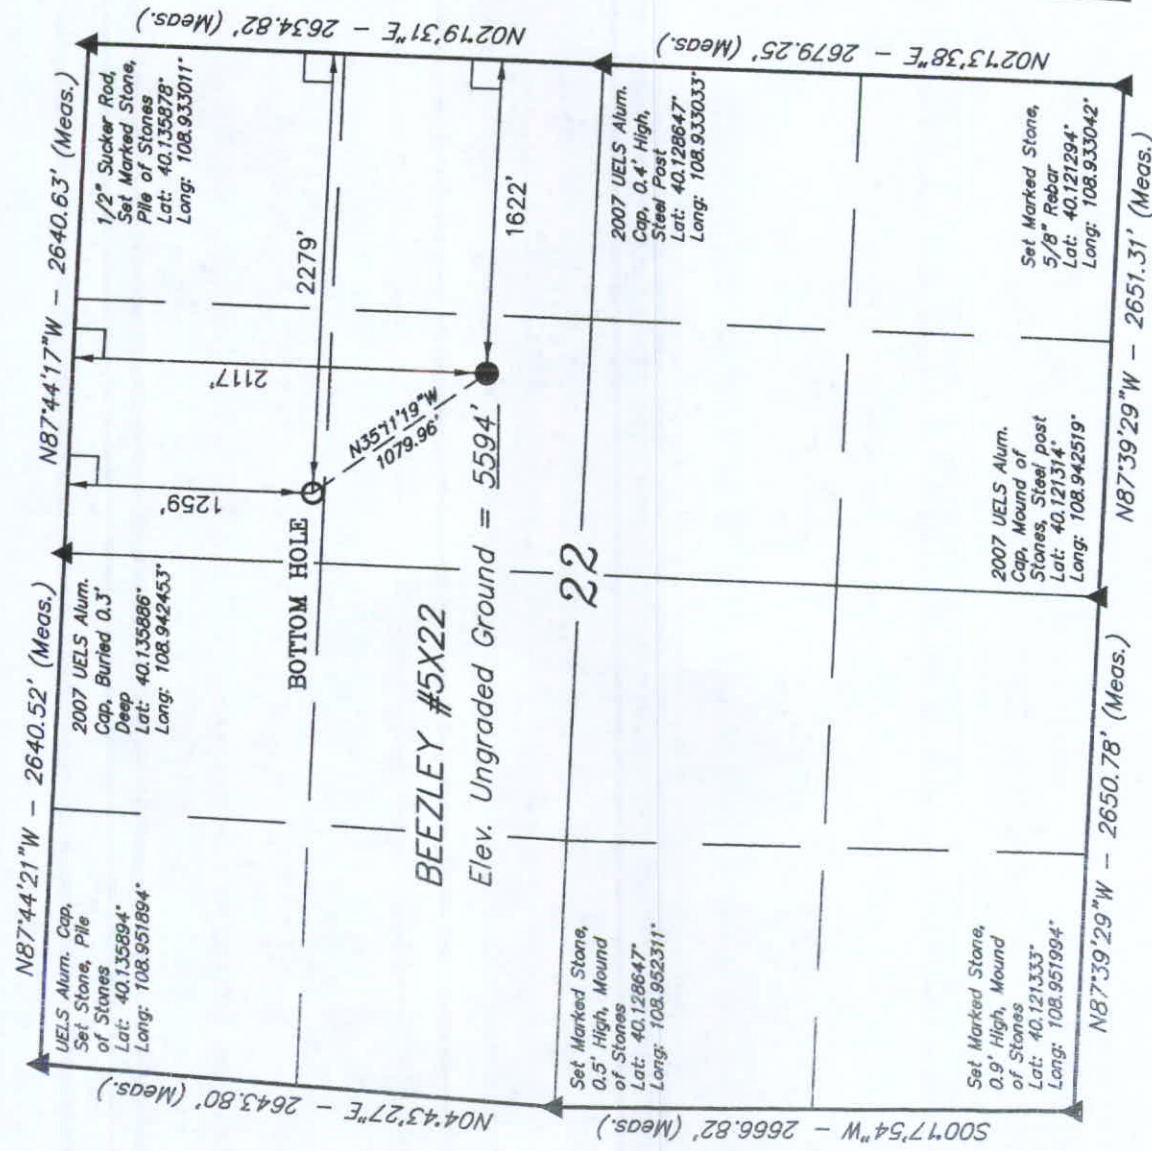 N87°44'21"W - 2640.52' (Meas.)
N87°44'17"W - 2640.63' (Meas.)
UELS Alum. Cap,
Set Stone, Pile
of Stones
Lat: 40.135894°
Long: 108.951894°
2007 UELS Alum.
Cap, Buried 0.3'
Deep
Lat: 40.135886°
Long: 108.942453°
1/2" Sucker Rod,
Set Marked Stone,
Pile of Stones
Lat: 40.135878°
Long: 108.933011°
N02°19'31"E - 2634.82' (Meas.)
2279'
2117'
1259'
BOTTOM HOLE
N35°11'19"W
1079.96'
1622'
BEEZLEY #5X22
Elev. Ungraded Ground = 5594'
N04°43'27"E - 2643.80' (Meas.)
22
2007 UELS Alum.
Cap, 0.4' High,
Steel Post
Lat: 40.128647°
Long: 108.933033°
N02°13'38"E - 2679.25' (Meas.)
Set Marked Stone,
0.5' High, Mound
of Stones
Lat: 40.128647°
Long: 108.952311°
S00°17'54"W - 2666.82' (Meas.)
Set Marked Stone,
0.9' High, Mound
of Stones
Lat: 40.121333°
Long: 108.951994°
2007 UELS Alum.
Cap, Mound of
Stones, Steel post
Lat: 40.121314°
Long: 108.942519°
Set Marked Stone,
5/8" Rebar
Lat: 40.121294°
Long: 108.933042°
N87°39'29"W - 2650.78' (Meas.)
N87°39'29"W - 2651.31' (Meas.)